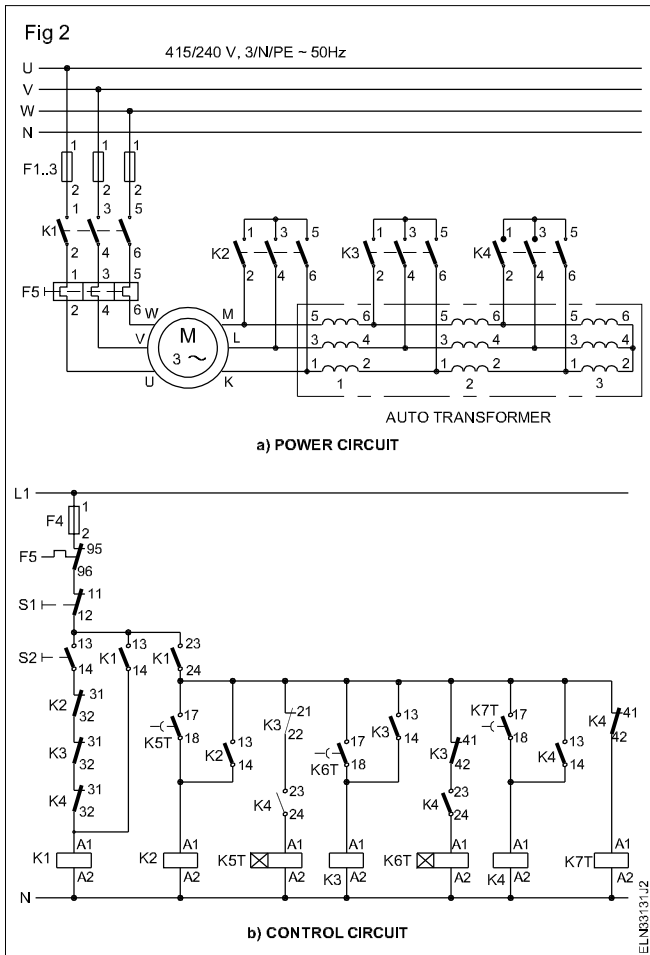 Fig 2
415/240 V, 3/N/PE ~ 50Hz
U
V
W
N
1 1 1
F1..3
2 2 2
1 3 5
K1
2 4 6
1 3 5
F5
2 4 6
1 3 5
K2
2 4 6
1 3 5
K3
2 4 6
1 3 5
K4
2 4 6
W M
V M L
3 ~
U K
5 6 5 6 5 6
3 4 3 4 3 4
1 2 1 2 1 2
1 2 3
AUTO TRANSFORMER
a) POWER CIRCUIT
L1
1
F4
2
F5 95
96
S1 11
12
S2 13 K1 13 K1 23
14 14 24
K2 31
32
K3 31
32
K4 31
32
17
K5T 18
K2 13
14
K3 21
22
K4 23
24
17
K6T 18
K3 13
14
K3 41
42
K4 23
24
K7T 17
18
K4 13
14
K4 41
42
K1 A1 K2 A1 K5T A1 K3 A1 K6T A1 K4 A1 K7T A1
A2 A2 A2 A2 A2 A2 A2
N
b) CONTROL CIRCUIT
ELN33131J2